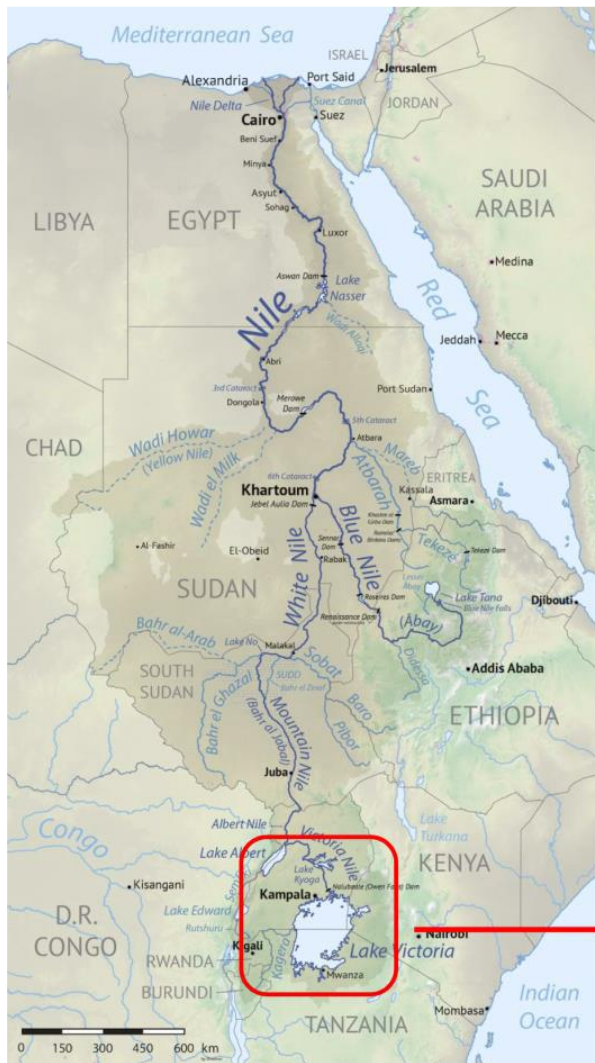 Mediterranean Sea
ISRAEL
Jerusalem
Alexandria
Port Said
Nile Delta
Suez Canal
JORDAN
Cairo
Suez
Beni Suef
Minya
SAUDI
ARABIA
Asyut
Sohag
LIBYA
EGYPT
Luxor
Medina
Aswan Dam
Lake
Nasser
Nile
Red
Sea
Wadi Allaqi
Jeddah
Mecca
Abri
3rd Cataract
Dongola
Merowe
Dam
Port Sudan
5th Cataract
CHAD
Wadi Howar
(Yellow Nile)
Wadi el Milk
Atbara
Mareb
Atbarah
ERITREA
6th Cataract
Khartoum
Kassala
Asmara
Jebel Aulia Dam
Blue Nile
White Nile
Sennar
Dam
Tekeze
Tekeze Dam
Al-Fashir
El-Obeid
Rabak
SUDAN
Roseires Dam
Lake Tana
Blue Nile Falls
Djibouti
Renaissance Dam
(Abay)
Bahr al-Arab
Lake No
Malakal
Sobat
Didessa
Addis Ababa
SOUTH
SUDAN
SUDD
Bahr el Ghazal
Baro
Pibor
ETHIOPIA
Mountain Nile
(Bahr al Jabal)
Juba
Albert Nile
Lake
Turkana
Congo
Lake Albert
Victoria Nile
KENYA
Lake
Kyoga
Kisangani
Nalubaale (Owen Falls) Dam
Kampala
Lake Edward
Rutshuru
D.R.
CONGO
Nairobi
Kigali
Lake Victoria
RWANDA
Kagera
Mwanza
BURUNDI
Mombasa
Indian
Ocean
TANZANIA
0 150 300 450 600 km